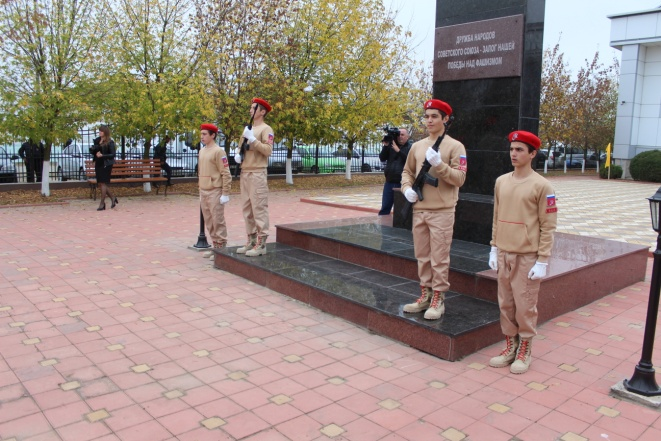 ДРУЖБА НАРОДОВ
СОВЕТСКОГО СОЮЗА - ЗАЛОГ НАШЕЙ
ПОБЕДЫ НАД ФАШИЗМОМ